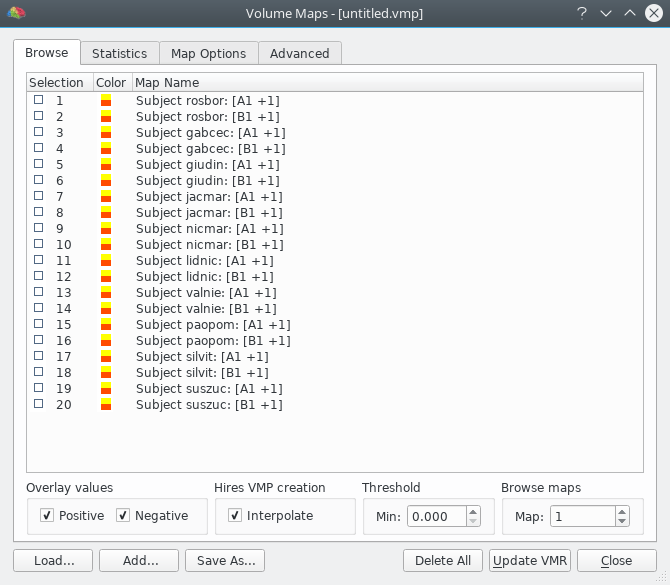 Volume Maps - [untitled.vmp]
Browse Statistics Map Options Advanced
Selection Color Map Name
1 Subject rosbor: [A1 +1]
2 Subject rosbor: [B1 +1]
3 Subject gabcec: [A1 +1]
4 Subject gabcec: [B1 +1]
5 Subject giudin: [A1 +1]
6 Subject giudin: [B1 +1]
7 Subject jacmar: [A1 +1]
8 Subject jacmar: [B1 +1]
9 Subject nicmar: [A1 +1]
10 Subject nicmar: [B1 +1]
11 Subject lidnic: [A1 +1]
12 Subject lidnic: [B1 +1]
13 Subject valnie: [A1 +1]
14 Subject valnie: [B1 +1]
15 Subject paopom: [A1 +1]
16 Subject paopom: [B1 +1]
17 Subject silvit: [A1 +1]
18 Subject silvit: [B1 +1]
19 Subject suszuc: [A1 +1]
20 Subject suszuc: [B1 +1]
Overlay values Hires VMP creation Threshold Browse maps
Positive Negative Interpolate Min: 0.000 Map: 1
Load... Add... Save As... Delete All Update VMR Close